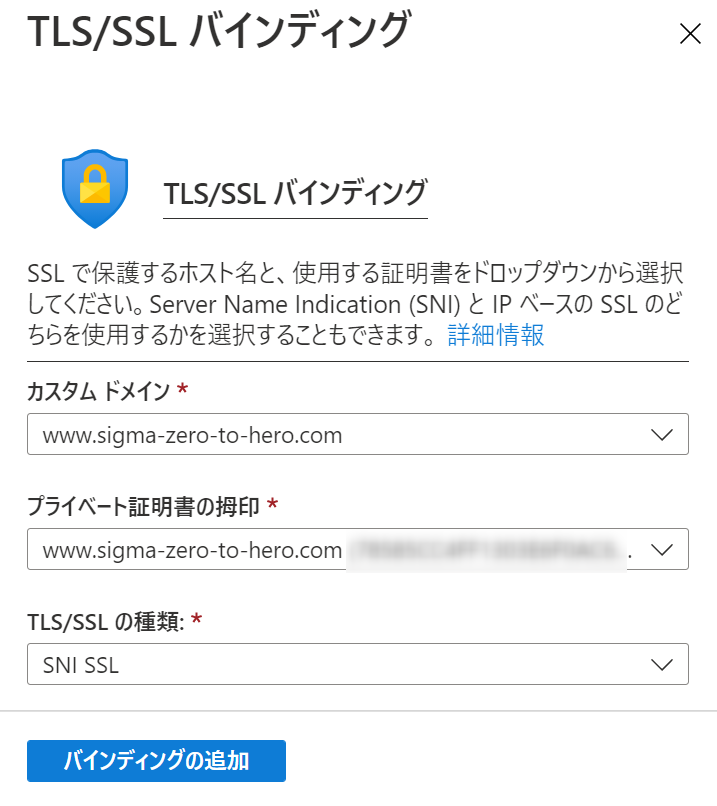 TLS/SSL バインディング
TLS/SSL バインディング
SSL で保護するホスト名と、使用する証明書をドロップダウンから選択
してください。Server Name Indication (SNI) と IP ベースの SSL のど
ちらを使用するかを選択することもできます。 詳細情報
カスタム ドメイン *
www.sigma-zero-to-hero.com
プライベート証明書の拇印 *
www.sigma-zero-to-hero.com
TLS/SSL の種類: *
SNI SSL
バインディングの追加